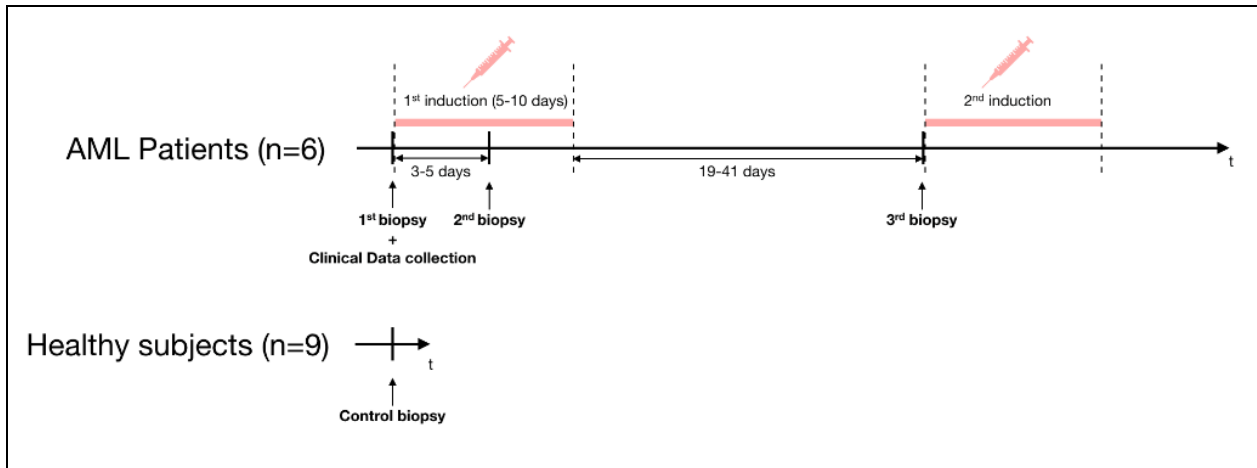 1st induction (5-10 days)
2nd induction
AML Patients (n=6)
t
3-5 days
19-41 days
1st biopsy
+
Clinical Data collection
2nd biopsy
3rd biopsy
Healthy subjects (n=9)
t
Control biopsy